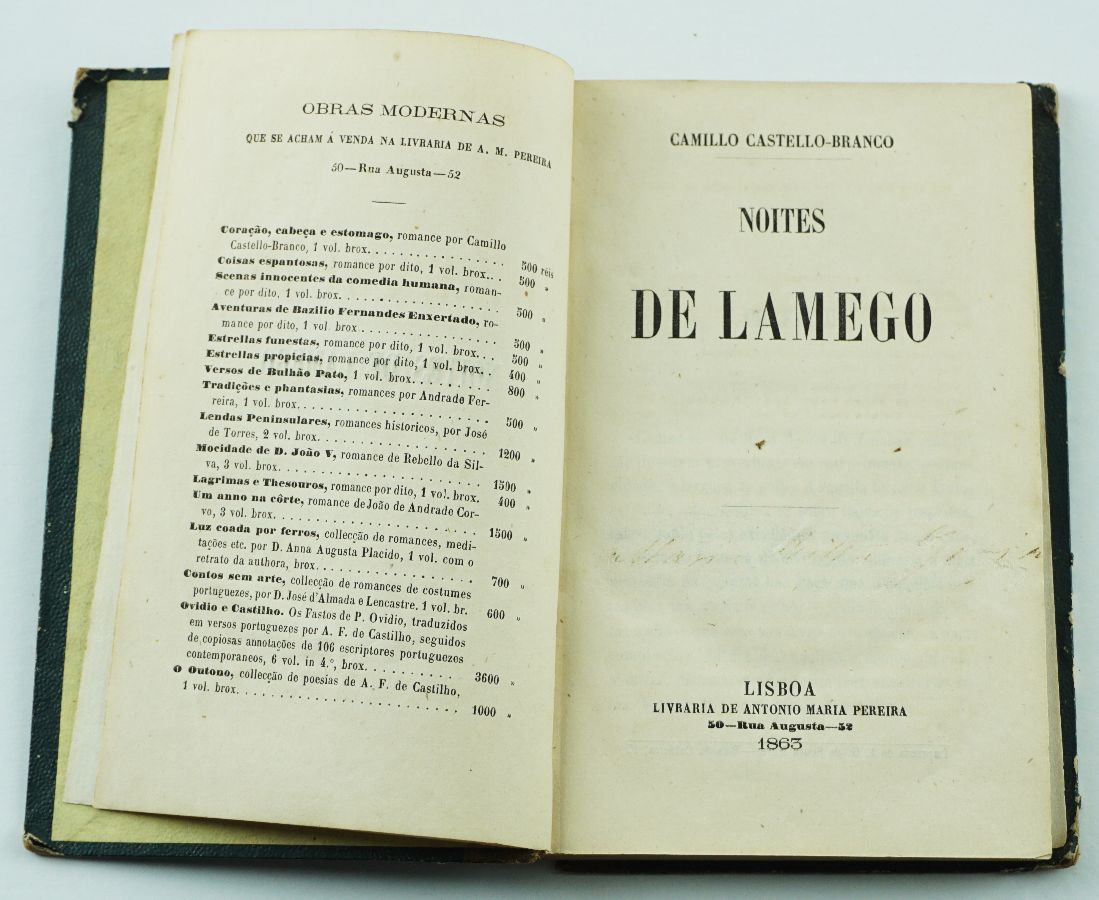 OBRAS MODERNAS
QUE SE ACHAM Á VENDA NA LIVRARIA DE A. M. PEREIRA
50—Rua Augusta—52
Coração, cabeça e estomago, romance por Camillo
Castello-Branco, 1 vol. brox. . . . . . . . . . . . . . . . 500 réis
Coisas espantosas, romance por dito, 1 vol. brox. . . 500 »
Scenas innocentes da comedia humana, roman-
ce por dito, 1 vol. brox. . . . . . . . . . . . . . . . . . . 500 »
Aventuras de Bazilio Fernandes Enxertado, ro-
mance por dito, 1 vol. brox . . . . . . . . . . . . . . . . 500 »
Estrellas funestas, romance por dito, 1 vol. brox. . . 500 »
Estrellas propicias, romance por dito, 1 vol. brox. . 400 »
Versos de Bulhão Pato, 1 vol. brox. . . . . . . . . . 800 »
Tradições e phantasias, romances por Andrade Fer-
reira, 1 vol. brox. . . . . . . . . . . . . . . . . . . . . . 500 »
Lendas Peninsulares, romances historicos, por José
de Torres, 2 vol. brox. . . . . . . . . . . . . . . . . . . 1200 »
Mocidade de D. João V, romance de Rebello da Sil-
va, 3 vol. brox. . . . . . . . . . . . . . . . . . . . . . . 1500 »
Lagrimas e Thesouros, romance por dito, 1 vol. brox. 400 »
Um anno na côrte, romance de João de Andrade Cor-
vo, 3 vol. brox. . . . . . . . . . . . . . . . . . . . . . . 1500 »
Luz coada por ferros, collecção de romances, medi-
tações etc. por D. Anna Augusta Placido, 1 vol. com o
retrato da authora, brox. . . . . . . . . . . . . . . . . . 700 »
Contos sem arte, collecção de romances de costumes
portuguezes, por D. José d'Almada e Lencastre. 1 vol. br. 600 »
Ovidio e Castilho. Os Fastos de P. Ovidio, traduzidos
em versos portuguezes por A. F. de Castilho, seguidos
de copiosas annotações de 106 escriptores portuguezes
contemporaneos, 6 vol. in 4.º, brox. . . . . . . . . . 3600 »
O Outono, collecção de poesias de A. F. de Castilho,
1 vol. brox. . . . . . . . . . . . . . . . . . . . . . . . . 1000 »
CAMILLO CASTELLO-BRANCO
NOITES
DE LAMEGO
LISBOA
LIVRARIA DE ANTONIO MARIA PEREIRA
50—Rua Augusta—52
1863